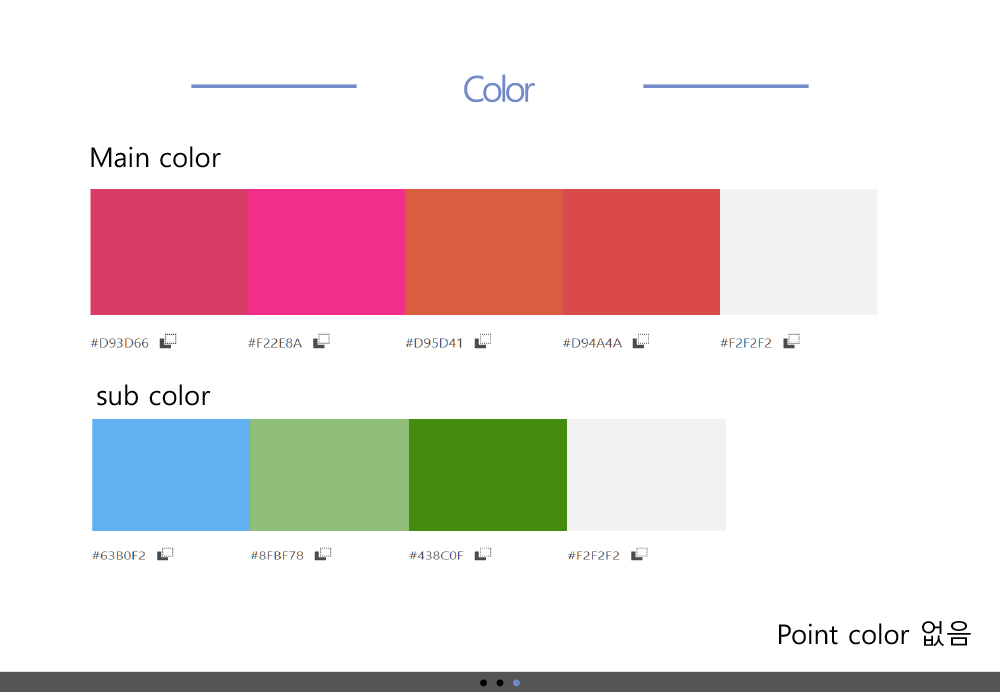 Color
Main color
#D93D66 #F22E8A #D95D41 #D94A4A #F2F2F2
sub color
#63B0F2 #8FBF78 #438C0F #F2F2F2
Point color 없음